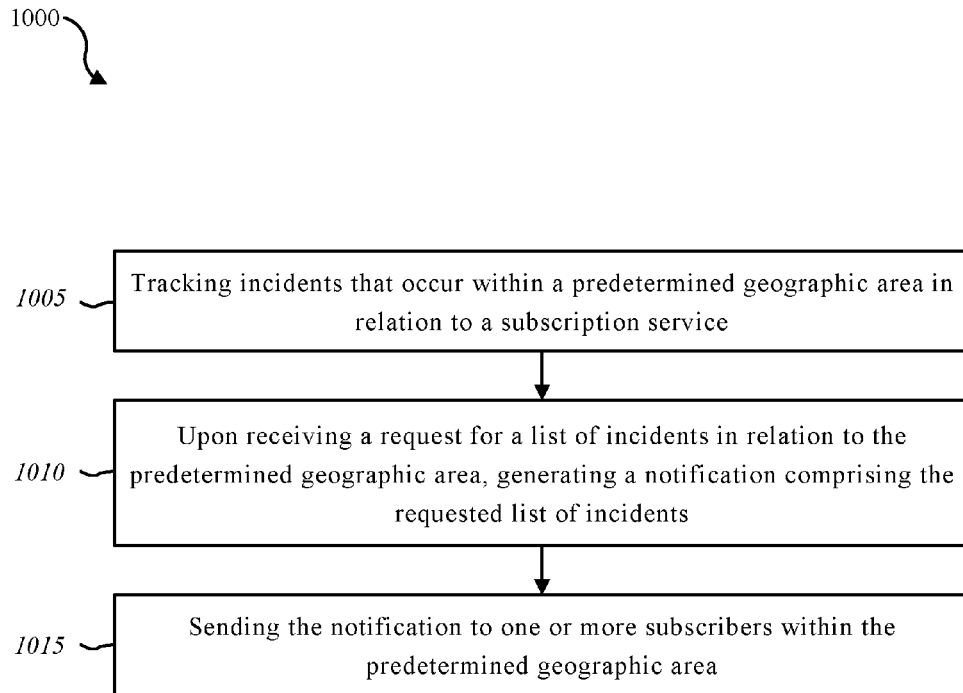 1000
1005
Tracking incidents that occur within a predetermined geographic area in
relation to a subscription service
1010
Upon receiving a request for a list of incidents in relation to the
predetermined geographic area, generating a notification comprising the
requested list of incidents
1015
Sending the notification to one or more subscribers within the
predetermined geographic area